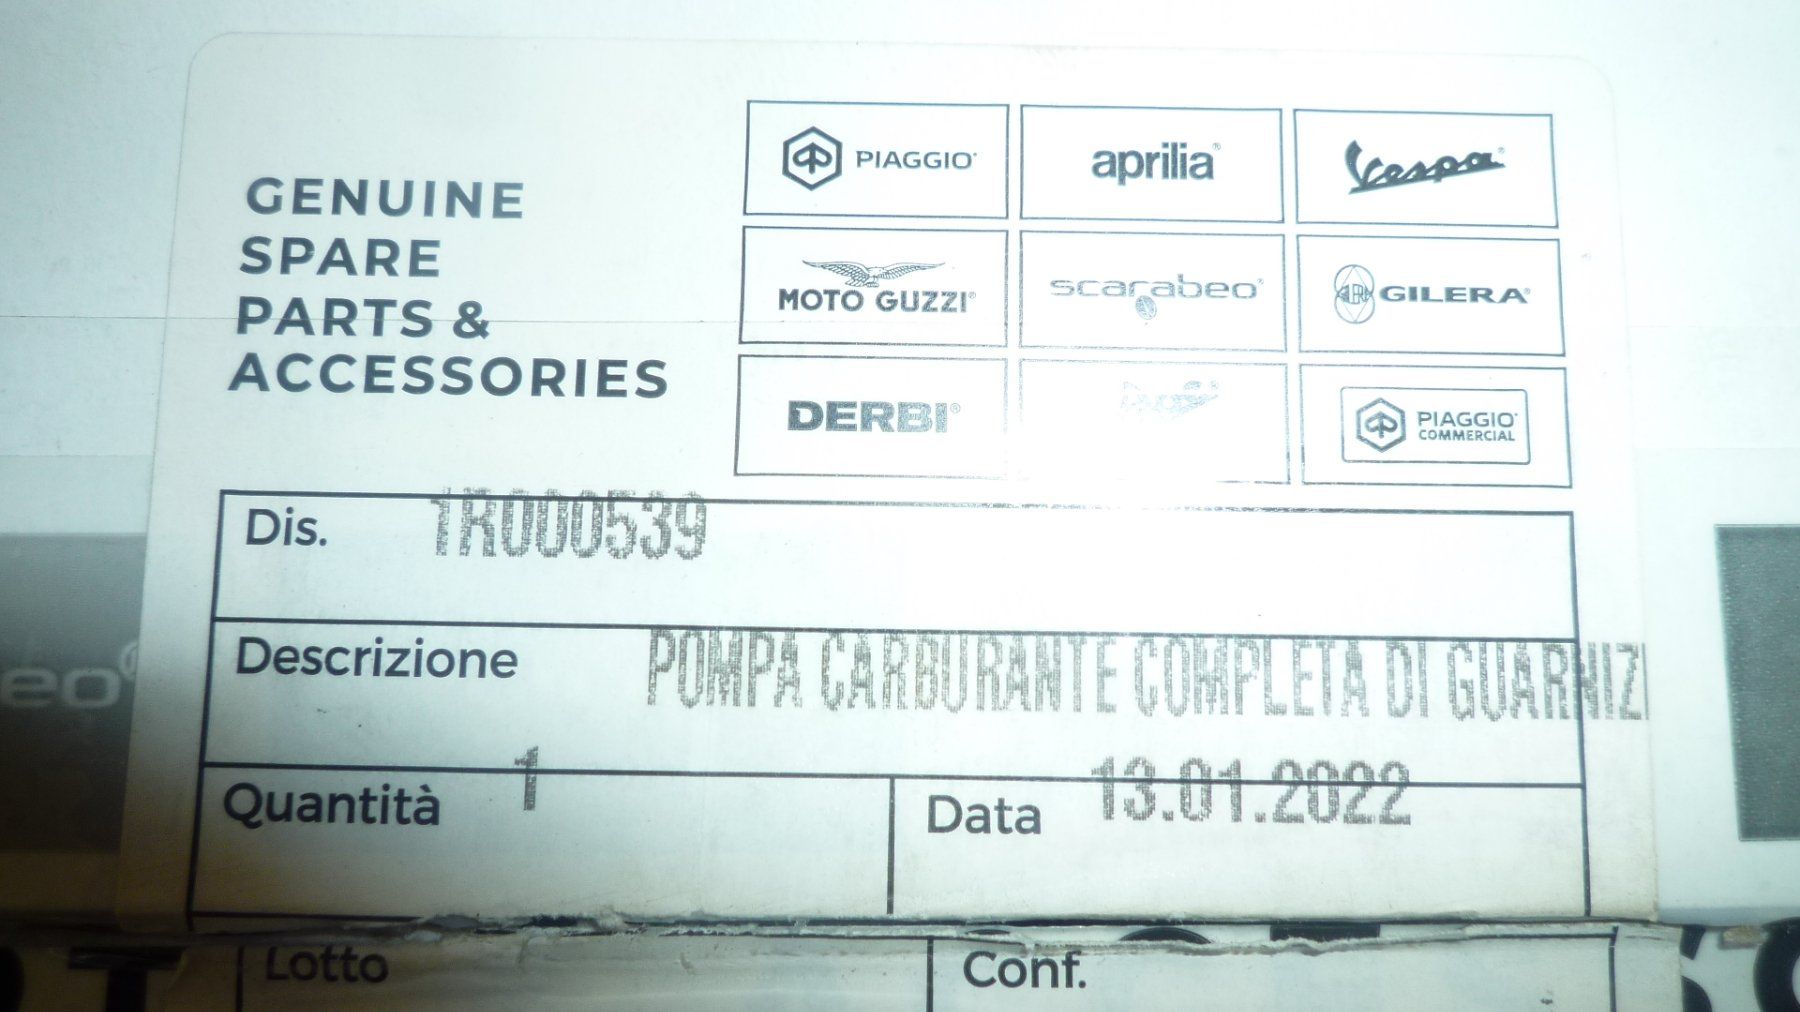 GENUINE
SPARE
PARTS &
ACCESSORIES
PIAGGIO®
aprilia®
Vespa®
MOTO GUZZI®
scarabeo®
GILERA®
DERBI®
PIAGGIO®
COMMERCIAL
Dis. 1R000539
Descrizione POMPA CARBURANTE COMPLETA DI GUARNIZI
Quantità 1
Data 13.01.2022
Lotto
Conf.
eo®